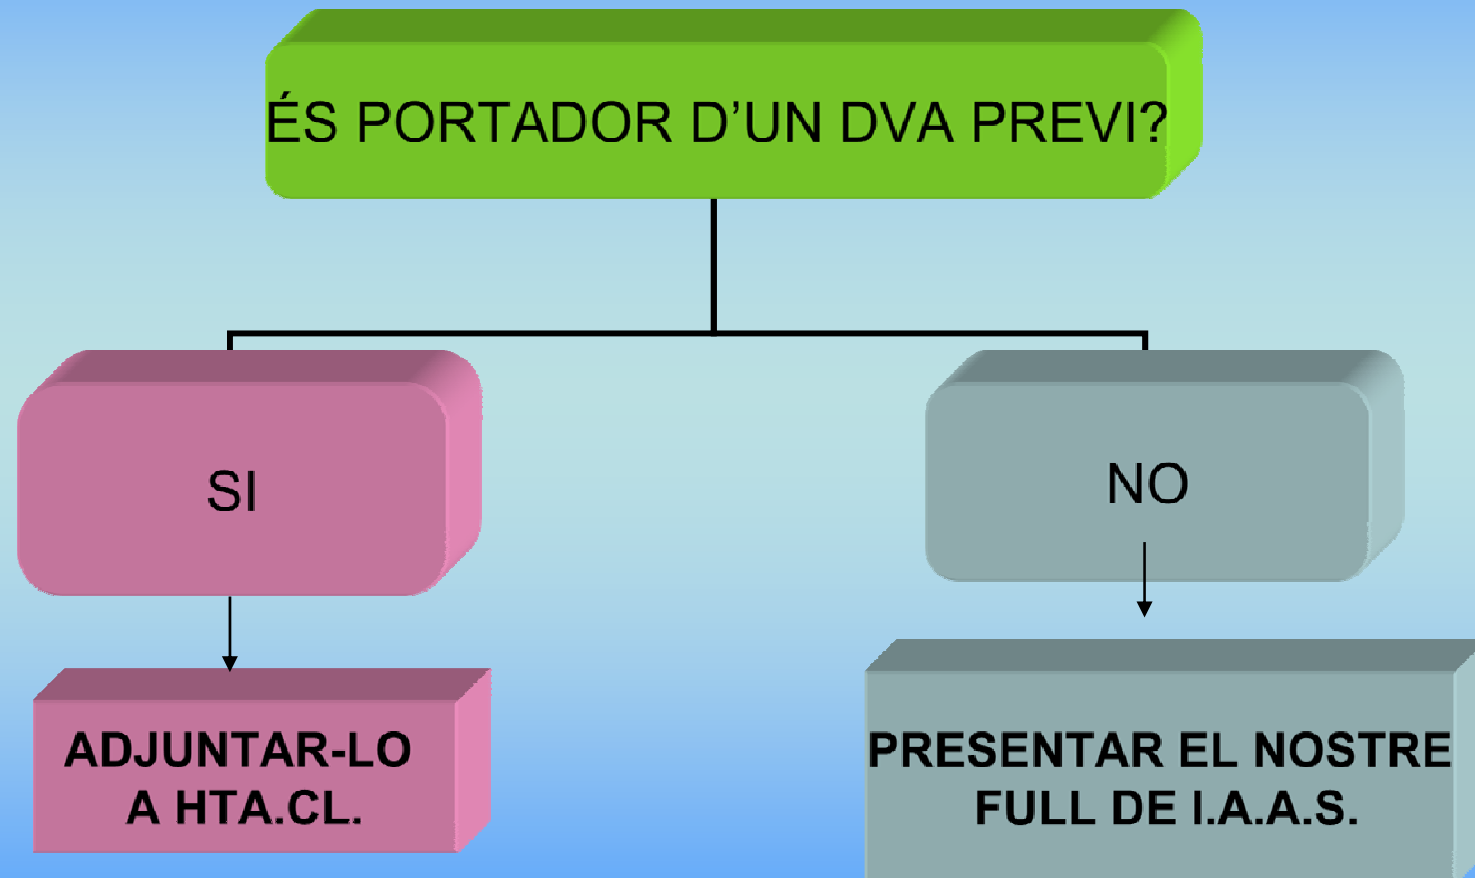 ÉS PORTADOR D’UN DVA PREVI?
SI
NO
ADJUNTAR-LO
A HTA.CL.
PRESENTAR EL NOSTRE
FULL DE I.A.A.S.